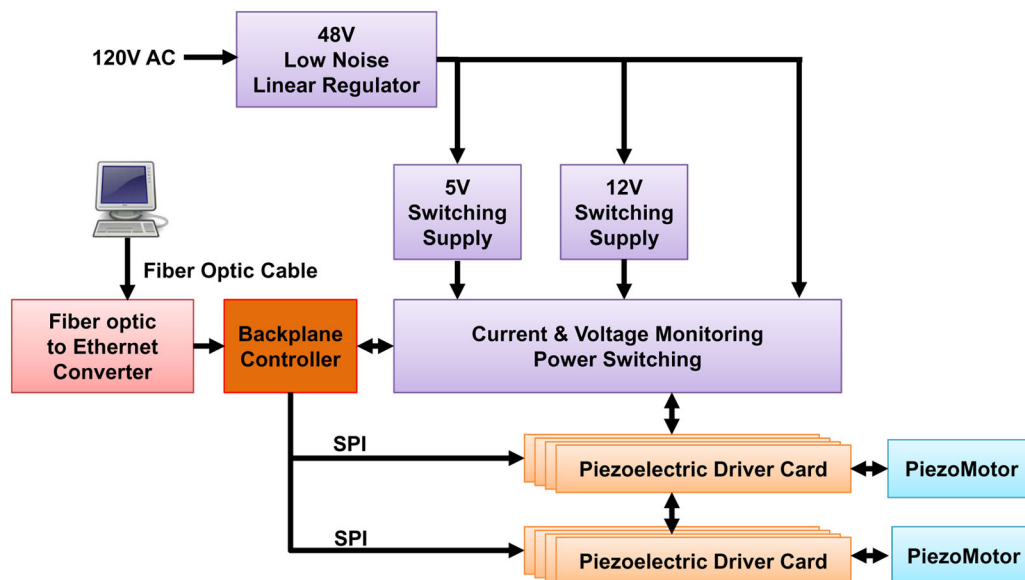 48V
Low Noise
Linear Regulator
120V AC
5V
Switching
Supply
12V
Switching
Supply
Fiber Optic Cable
Fiber optic
to Ethernet
Converter
Backplane
Controller
Current & Voltage Monitoring
Power Switching
SPI
Piezoelectric Driver Card
PiezoMotor
SPI
Piezoelectric Driver Card
PiezoMotor